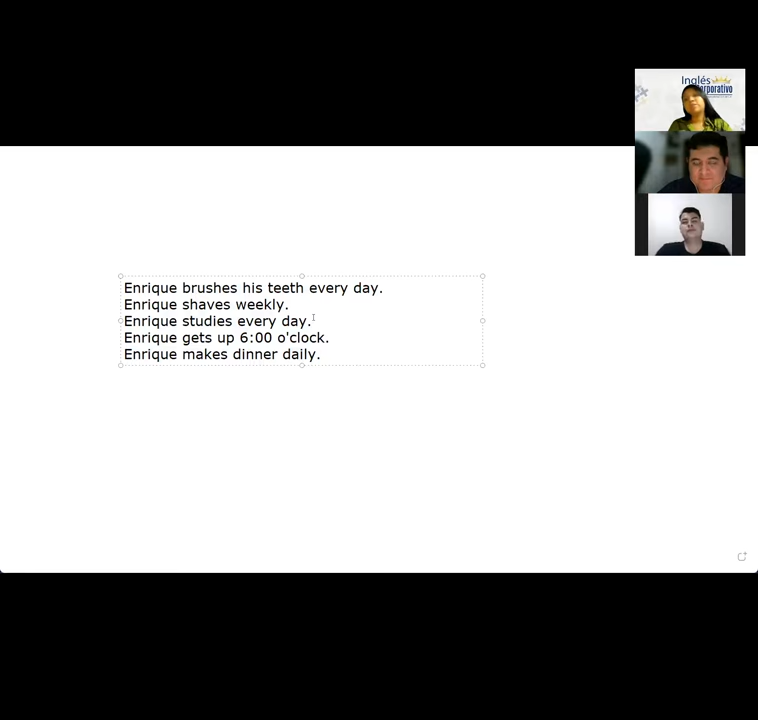 Inglés
orporativo
Enrique brushes his teeth every day.
Enrique shaves weekly.
Enrique studies every day.
Enrique gets up 6:00 o'clock.
Enrique makes dinner daily.